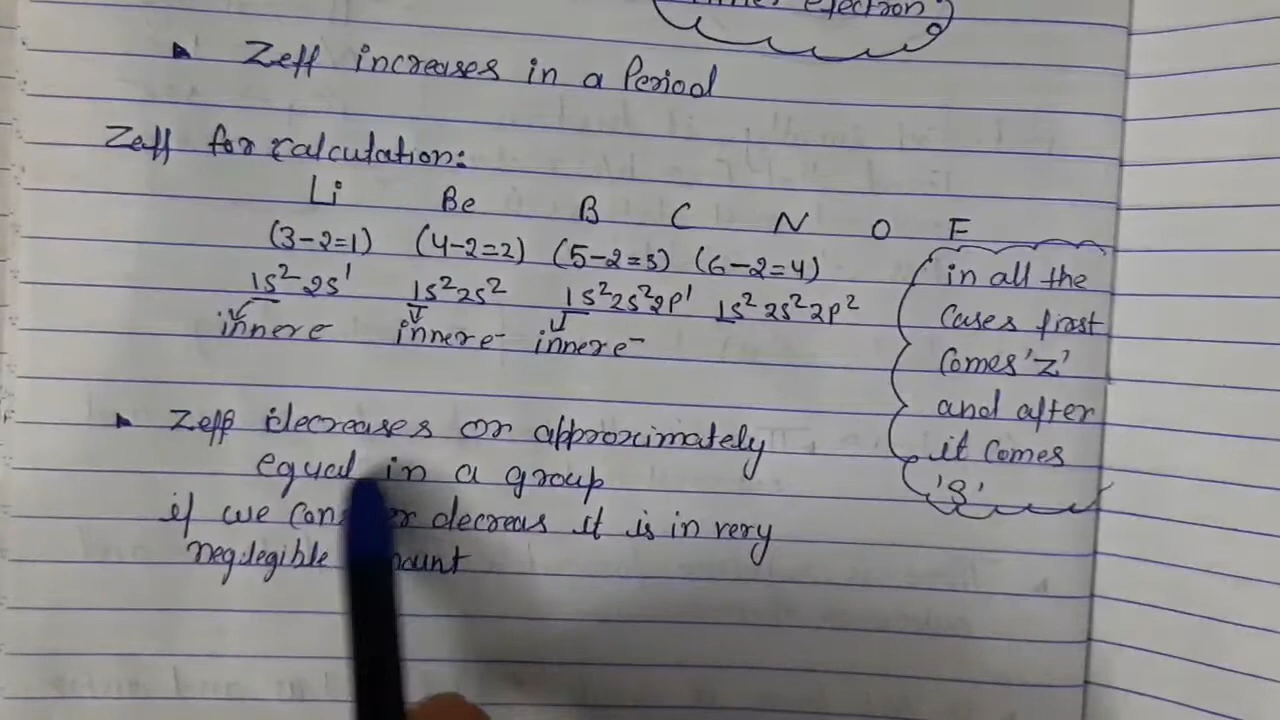 electron?
Zeff increases in a Period
Zeff for calculation:
Li Be B C N O F
(3-2=1) (4-2=2) (5-2=3) (6-2=4)
1s² 2s¹ 1s² 2s² 1s² 2s² 2p¹ 1s² 2s² 2p²
inner e inner e⁻ inner e⁻
in all the
cases first
comes 'z'
and after
it comes
'S'
Zeff decreases or approximately
equal in a group
if we decreas it is in very
neglegible